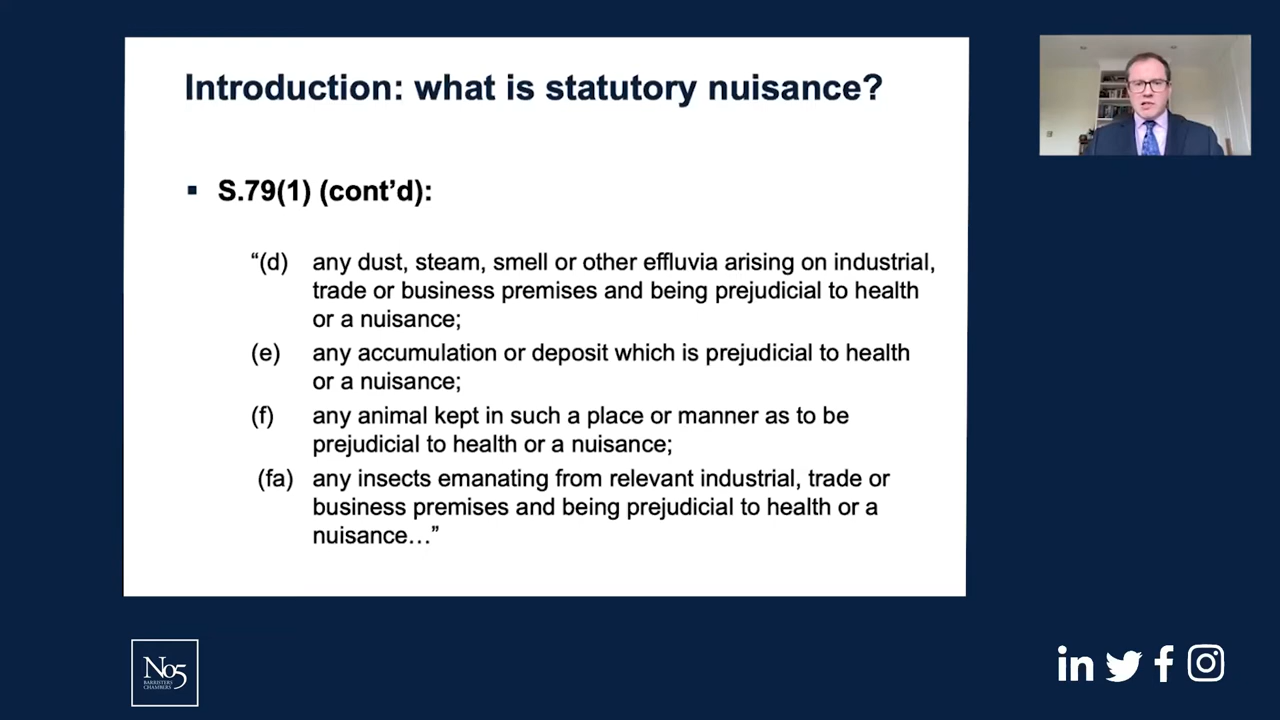 Introduction: what is statutory nuisance?
▪ S.79(1) (cont’d):
“(d) any dust, steam, smell or other effluvia arising on industrial,
trade or business premises and being prejudicial to health
or a nuisance;
(e) any accumulation or deposit which is prejudicial to health
or a nuisance;
(f) any animal kept in such a place or manner as to be
prejudicial to health or a nuisance;
(fa) any insects emanating from relevant industrial, trade or
business premises and being prejudicial to health or a
nuisance…”
No5
BARRISTERS
CHAMBERS
in
f